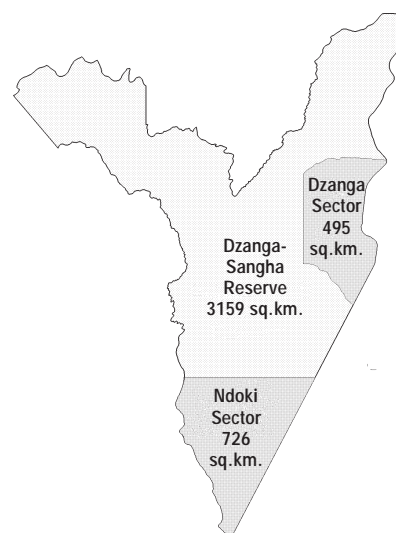 Dzanga
Sector
495
sq.km.
Dzanga-
Sangha
Reserve
3159 sq.km.
Ndoki
Sector
726
sq.km.